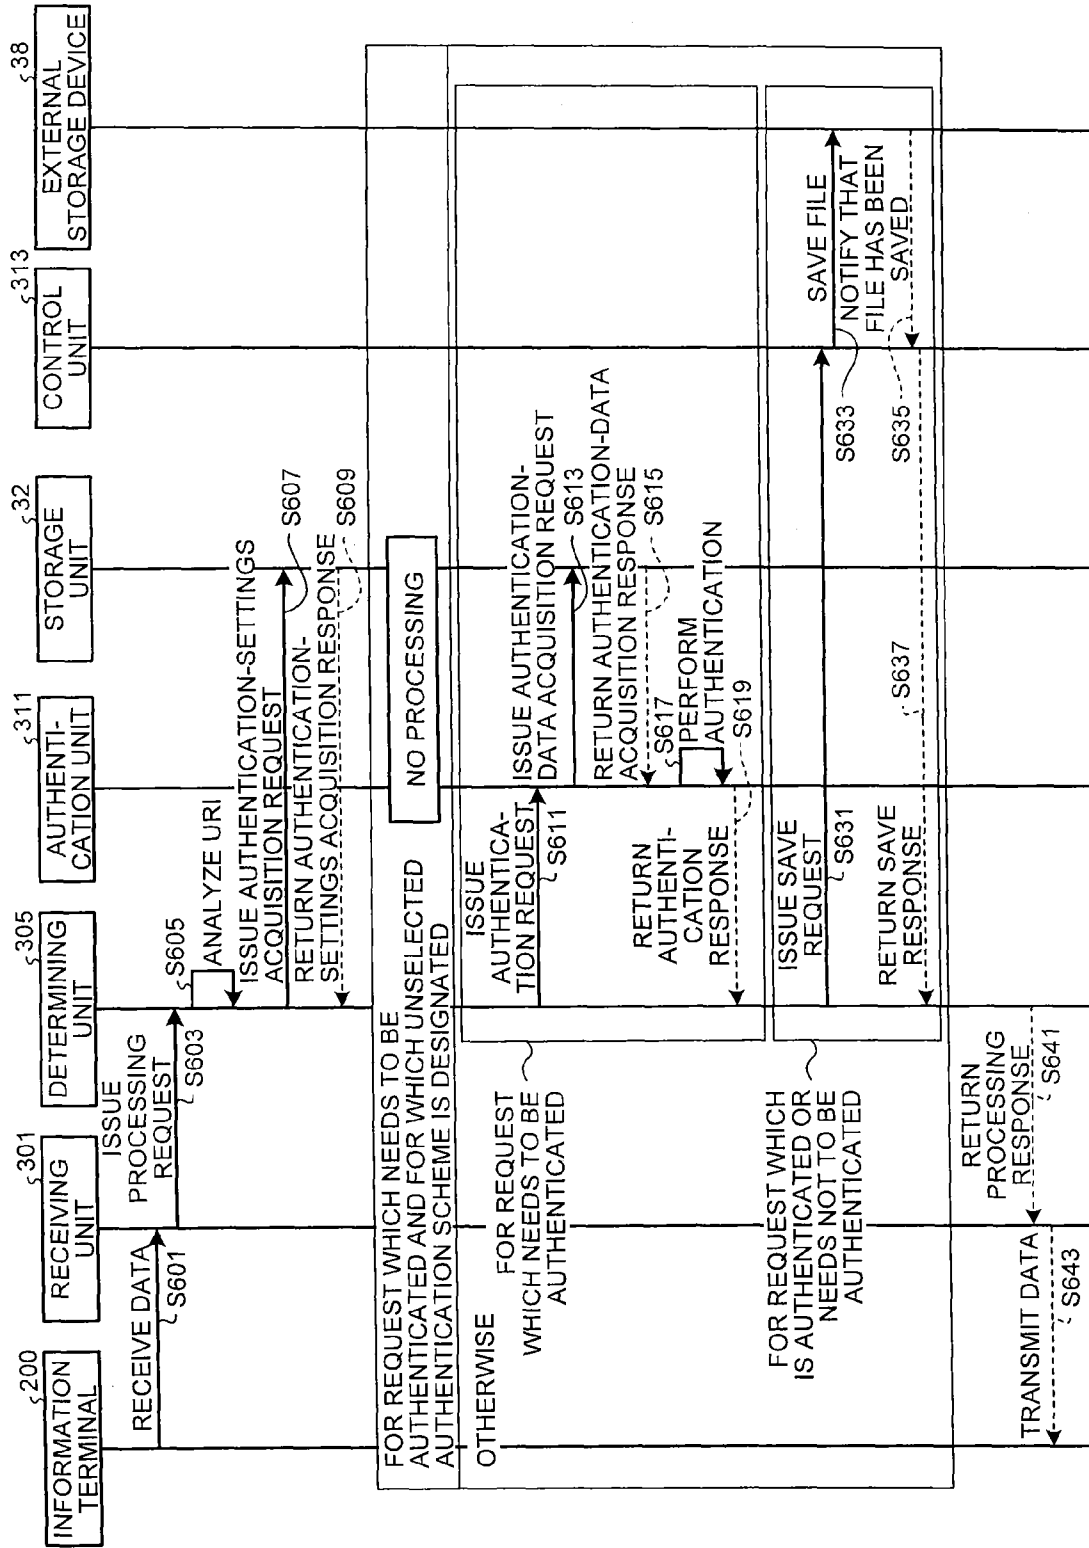 INFORMATION
TERMINAL
200
RECEIVING
UNIT
301
DETERMINING
UNIT
305
AUTHENTI-
CATION UNIT
311
STORAGE
UNIT
32
CONTROL
UNIT
313
EXTERNAL
STORAGE DEVICE
38
RECEIVE DATA
S601
ISSUE
PROCESSING
REQUEST
S603
S605
ANALYZE URI
ISSUE AUTHENTICATION-SETTINGS
ACQUISITION REQUEST
S607
RETURN AUTHENTICATION-
SETTINGS ACQUISITION RESPONSE
S609
FOR REQUEST WHICH NEEDS TO BE
AUTHENTICATED AND FOR WHICH UNSELECTED
AUTHENTICATION SCHEME IS DESIGNATED
NO PROCESSING
OTHERWISE
FOR REQUEST
WHICH NEEDS TO BE
AUTHENTICATED
ISSUE
AUTHENTICA-
TION REQUEST
S611
ISSUE AUTHENTICATION-
DATA ACQUISITION REQUEST
S613
RETURN AUTHENTICATION-DATA
ACQUISITION RESPONSE
S615
S617
PERFORM
AUTHENTICATION
RETURN
AUTHENTI-
CATION
RESPONSE
S619
FOR REQUEST WHICH
IS AUTHENTICATED OR
NEEDS NOT TO BE
AUTHENTICATED
ISSUE SAVE
REQUEST
S631
SAVE FILE
S633
NOTIFY THAT
FILE HAS BEEN
SAVED
S635
RETURN SAVE
RESPONSE
S637
RETURN
PROCESSING
RESPONSE
S641
TRANSMIT DATA
S643